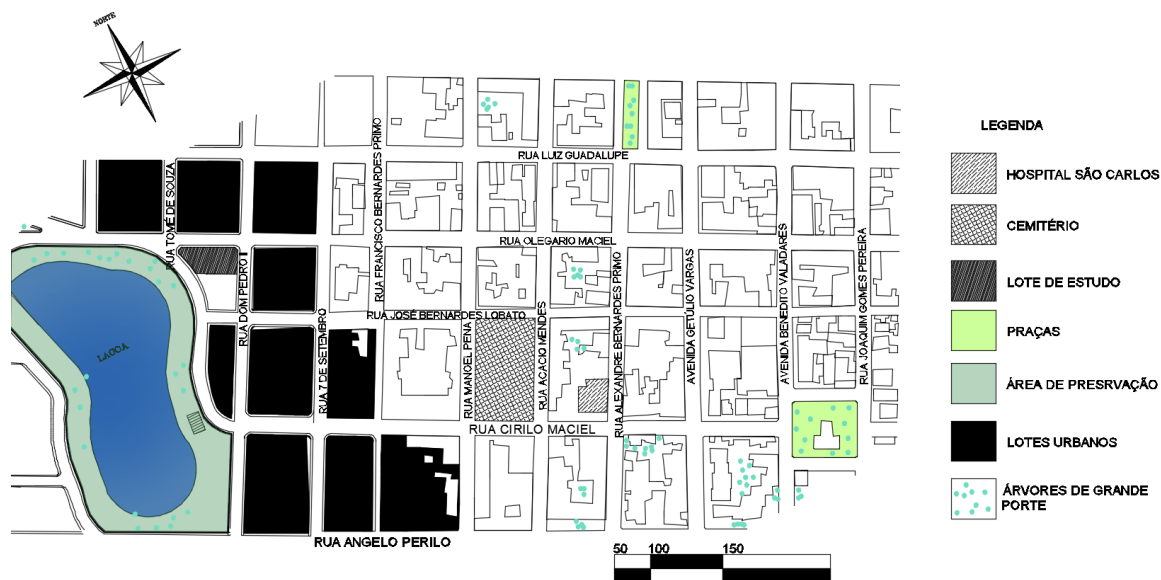 NORTE
LAGOA
RUA TOMÉ DE SOUZA
RUA DOM PEDRO II
RUA 7 DE SETEMBRO
RUA FRANCISCO BERNARDES PRIMO
RUA LUIZ GUADALUPE
RUA OLEGARIO MACIEL
RUA JOSÉ BERNARDES LOBATO
RUA MANOEL PENA
RUA ACACIO MENDES
RUA ALEXANDRE BERNARDES PRIMO
AVENIDA GETÚLIO VARGAS
AVENIDA BENEDITO VALADARES
RUA JOAQUIM GOMES PEREIRA
RUA CIRILO MACIEL
RUA ANGELO PERILO
50 100 150
LEGENDA
HOSPITAL SÃO CARLOS
CEMITÉRIO
LOTE DE ESTUDO
PRAÇAS
ÁREA DE PRESRVAÇÃO
LOTES URBANOS
ÁRVORES DE GRANDE
PORTE